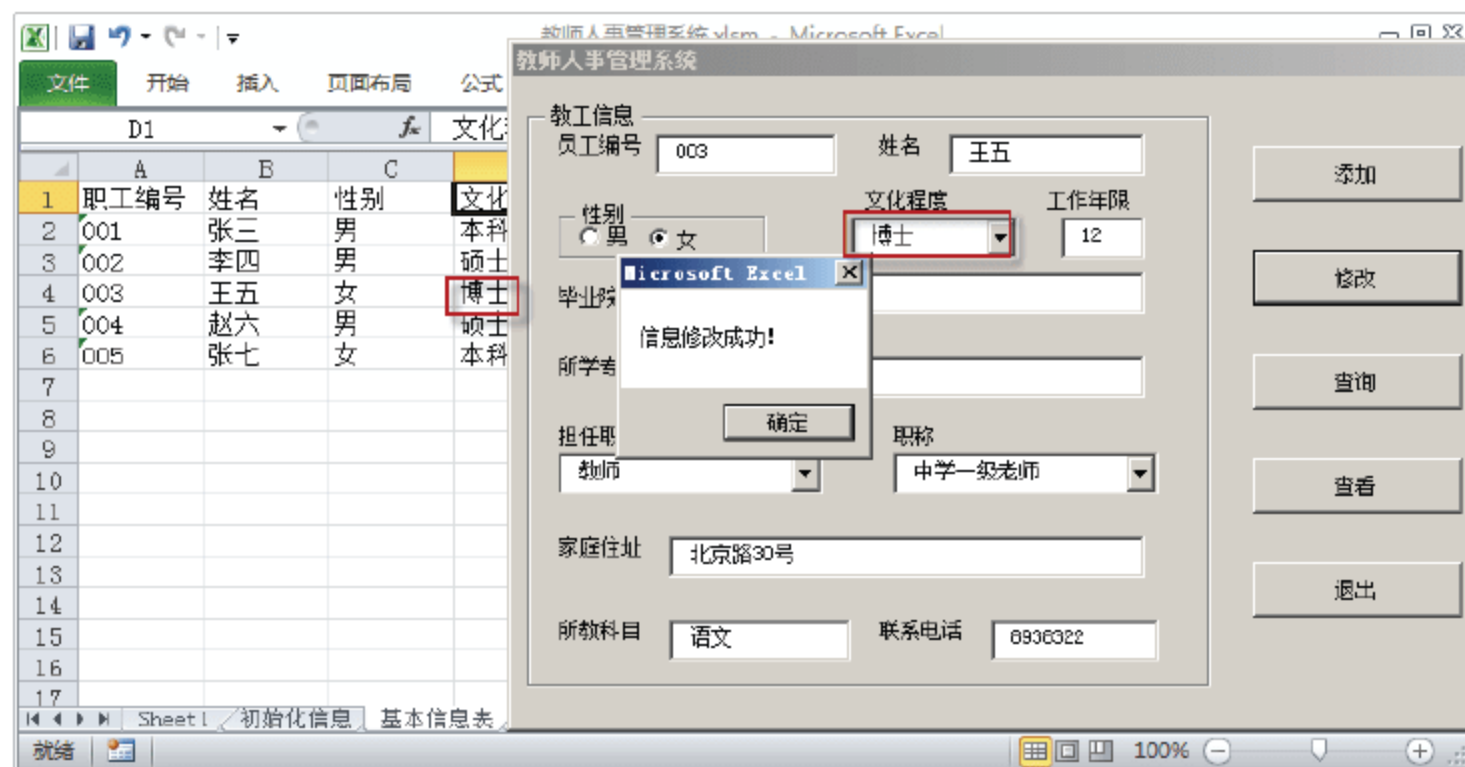 教师人事管理系统.xlsm - Microsoft Excel
文件 开始 插入 页面布局 公式
D1 fx 文化
A B C
1 职工编号 姓名 性别 文化
2 001 张三 男 本科
3 002 李四 男 硕士
4 003 王五 女 博士
5 004 赵六 男 硕士
6 005 张七 女 本科
7
8
9
10
11
12
13
14
15
16
17
Sheet1 初始化信息 基本信息表
就绪 100%
教师人事管理系统
教工信息
员工编号 003 姓名 王五
性别 男 女
文化程度 博士
工作年限 12
毕业院
所学专
担任职 教师
职称 中学一级老师
家庭住址 北京路30号
所教科目 语文 联系电话
添加
修改
查询
查看
退出
Microsoft Excel
信息修改成功!
确定